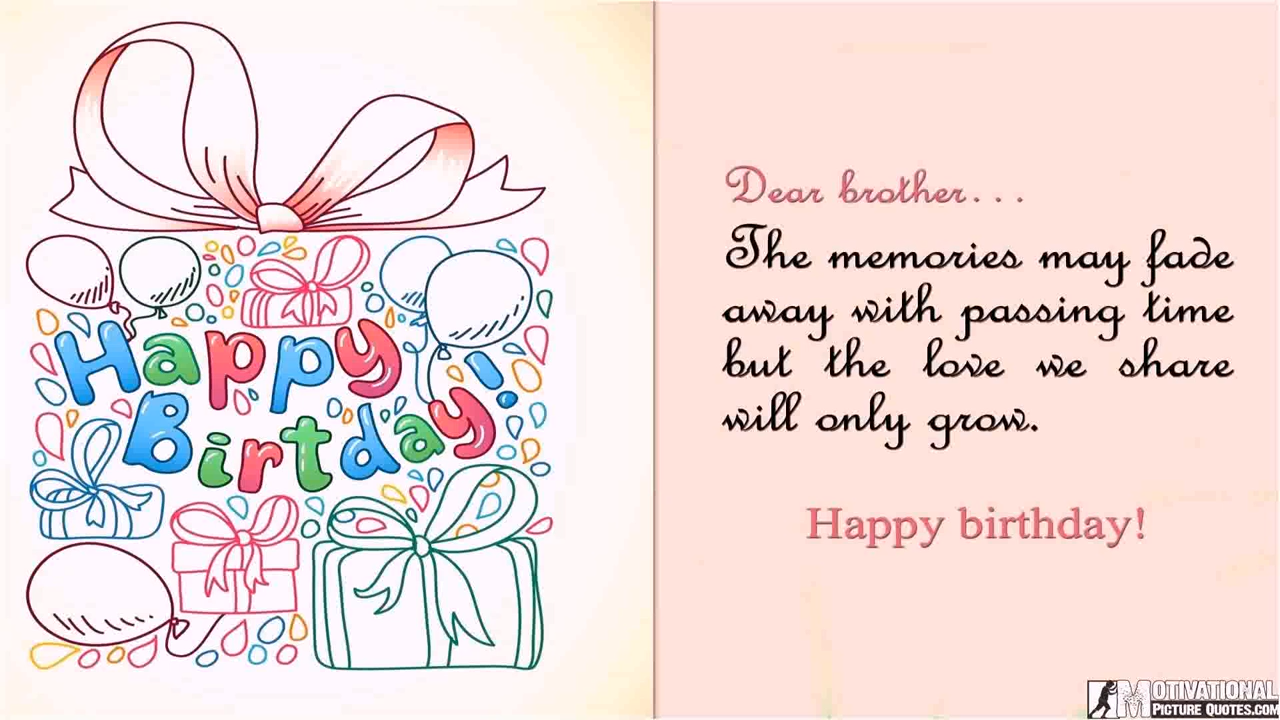 Happy
Birthday!
Dear brother...
The memories may fade
away with passing time
but the love we share
will only grow.
Happy birthday!
MOTIVATIONAL
PICTURE QUOTES.COM